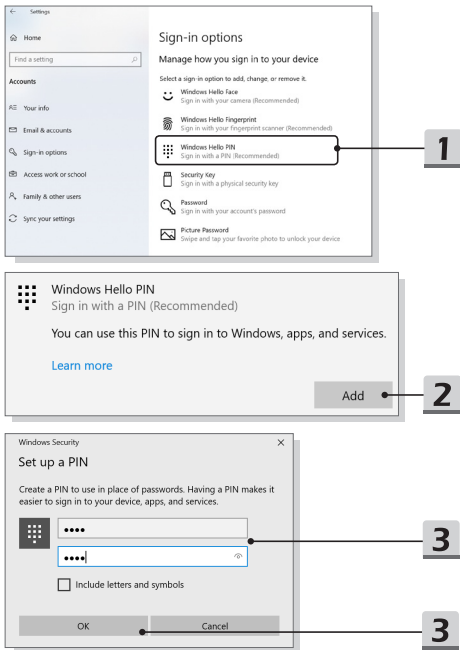 Settings
Home
Find a setting
Accounts
Your info
Email & accounts
Sign-in options
Access work or school
Family & other users
Sync your settings
Sign-in options
Manage how you sign in to your device
Select a sign-in option to add, change, or remove it.
Windows Hello Face
Sign in with your camera (Recommended)
Windows Hello Fingerprint
Sign in with your fingerprint scanner (Recommended)
Windows Hello PIN
Sign in with a PIN (Recommended)
Security Key
Sign in with a physical security key
Password
Sign in with your account's password
Picture Password
Swipe and tap your favorite photo to unlock your device
1
Windows Hello PIN
Sign in with a PIN (Recommended)
You can use this PIN to sign in to Windows, apps, and services.
Learn more
Add
2
Windows Security
Set up a PIN
Create a PIN to use in place of passwords. Having a PIN makes it
easier to sign in to your device, apps, and services.
••••
••••
3
Include letters and symbols
OK
Cancel
3